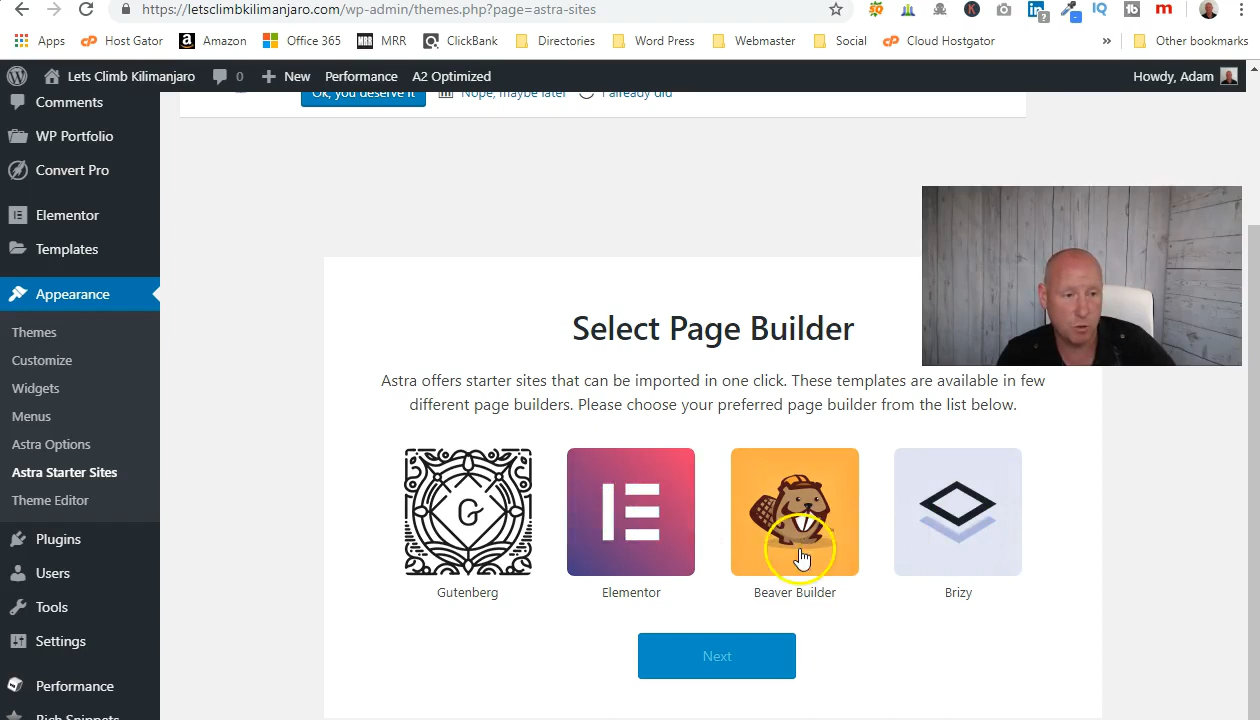 https://letsclimbkilimanjaro.com/wp-admin/themes.php?page=astra-sites
Apps Host Gator Amazon Office 365 MRR ClickBank Directories Word Press Webmaster Social Cloud Hostgator » Other bookmarks
Lets Climb Kilimanjaro 0 New Performance A2 Optimized Howdy, Adam
Comments
Ok, you deserve it Nope, maybe later I already did
WP Portfolio
Convert Pro
Elementor
Templates
Appearance
Themes
Customize
Widgets
Menus
Astra Options
Astra Starter Sites
Theme Editor
Plugins
Users
Tools
Settings
Performance
Rich Snippets
Select Page Builder
Astra offers starter sites that can be imported in one click. These templates are available in few
different page builders. Please choose your preferred page builder from the list below.
Gutenberg Elementor Beaver Builder Brizy
Next